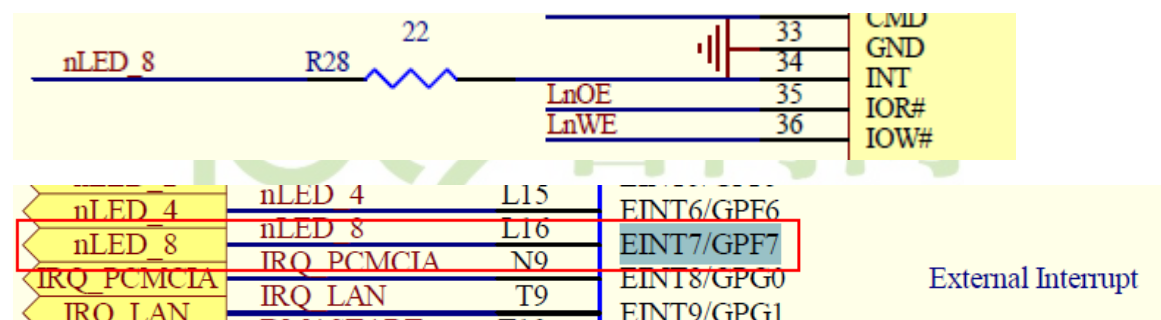 22
CMD
33
GND
nLED_8
R28
34
INT
LnOE
35
IOR#
LnWE
36
IOW#
nLED_4
nLED_4
L15
EINT6/GPF6
nLED_8
nLED_8
L16
EINT7/GPF7
IRQ_PCMCIA
IRQ_PCMCIA
N9
EINT8/GPG0
External Interrupt
IRQ_LAN
IRQ_LAN
T9
EINT9/GPG1